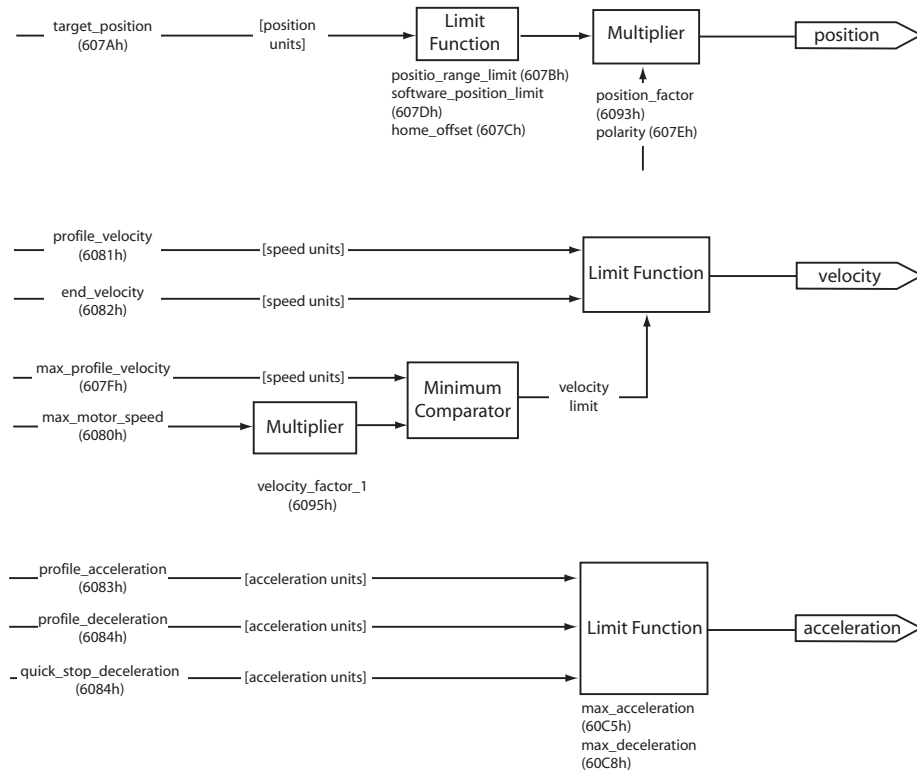 target_position
(607Ah)
[position
units]
Limit
Function
Multiplier
position
positio_range_limit (607Bh)
software_position_limit
(607Dh)
home_offset (607Ch)
position_factor
(6093h)
polarity (607Eh)
profile_velocity
(6081h)
[speed units]
Limit Function
velocity
end_velocity
(6082h)
[speed units]
max_profile_velocity
(607Fh)
[speed units]
Minimum
Comparator
velocity
limit
max_motor_speed
(6080h)
Multiplier
velocity_factor_1
(6095h)
profile_acceleration
(6083h)
[acceleration units]
profile_deceleration
(6084h)
[acceleration units]
Limit Function
acceleration
quick_stop_deceleration
(6084h)
[acceleration units]
max_acceleration
(60C5h)
max_deceleration
(60C8h)